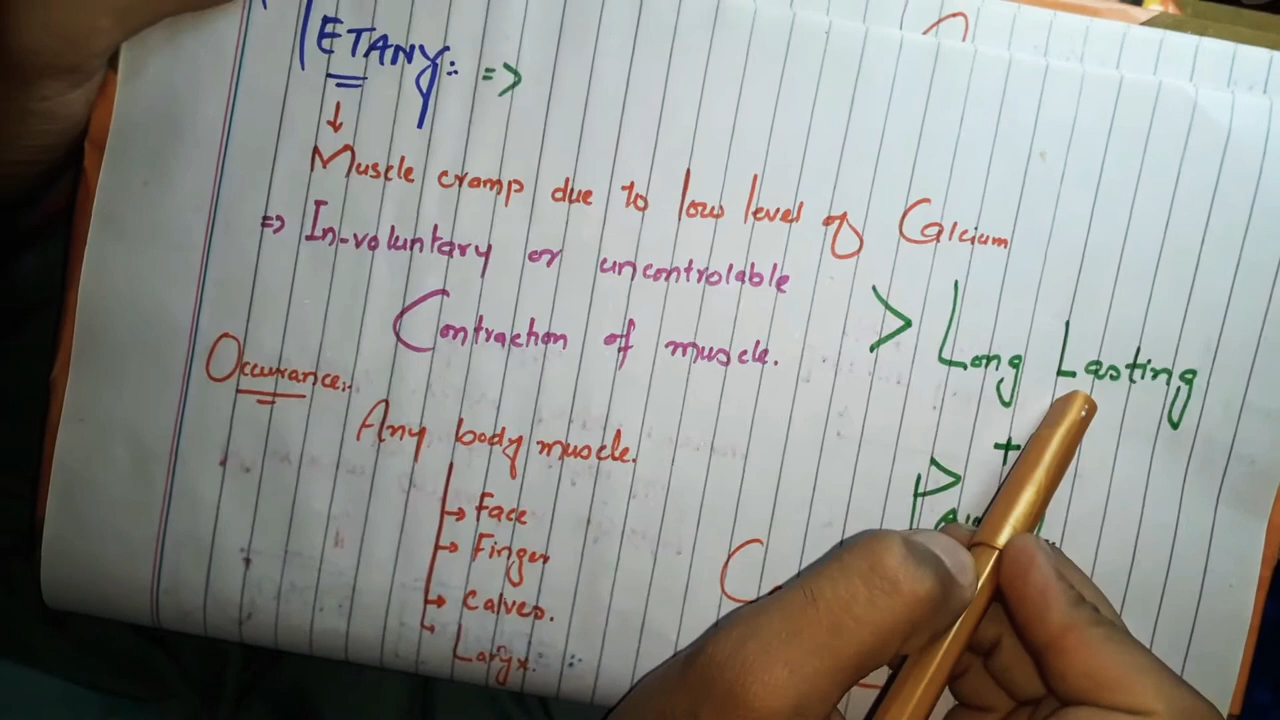 TETANY:- =>
↓
Muscle cramp due to low level of Calcium
=> In-voluntary or uncontrolable
Contraction of muscle.
> Long Lasting
+
Occurance:-
Any body muscle.
→ Face
→ Finger
→ Calves.
→ Larynx.